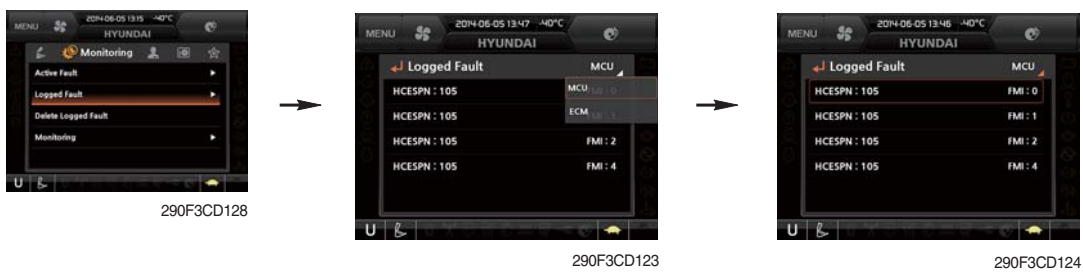 MENU
2014-06-05 13:15 -40°C
HYUNDAI
Monitoring
Active Fault
Logged Fault
Delete Logged Fault
Monitoring
U
290F3CD128
MENU
2014-06-05 13:47 -40°C
HYUNDAI
Logged Fault MCU
HCESPN : 105 MCU
HCESPN : 105 ECM
HCESPN : 105 FMI : 2
HCESPN : 105 FMI : 4
U
290F3CD123
MENU
2014-06-05 13:46 -40°C
HYUNDAI
Logged Fault MCU
HCESPN : 105 FMI : 0
HCESPN : 105 FMI : 1
HCESPN : 105 FMI : 2
HCESPN : 105 FMI : 4
U
290F3CD124